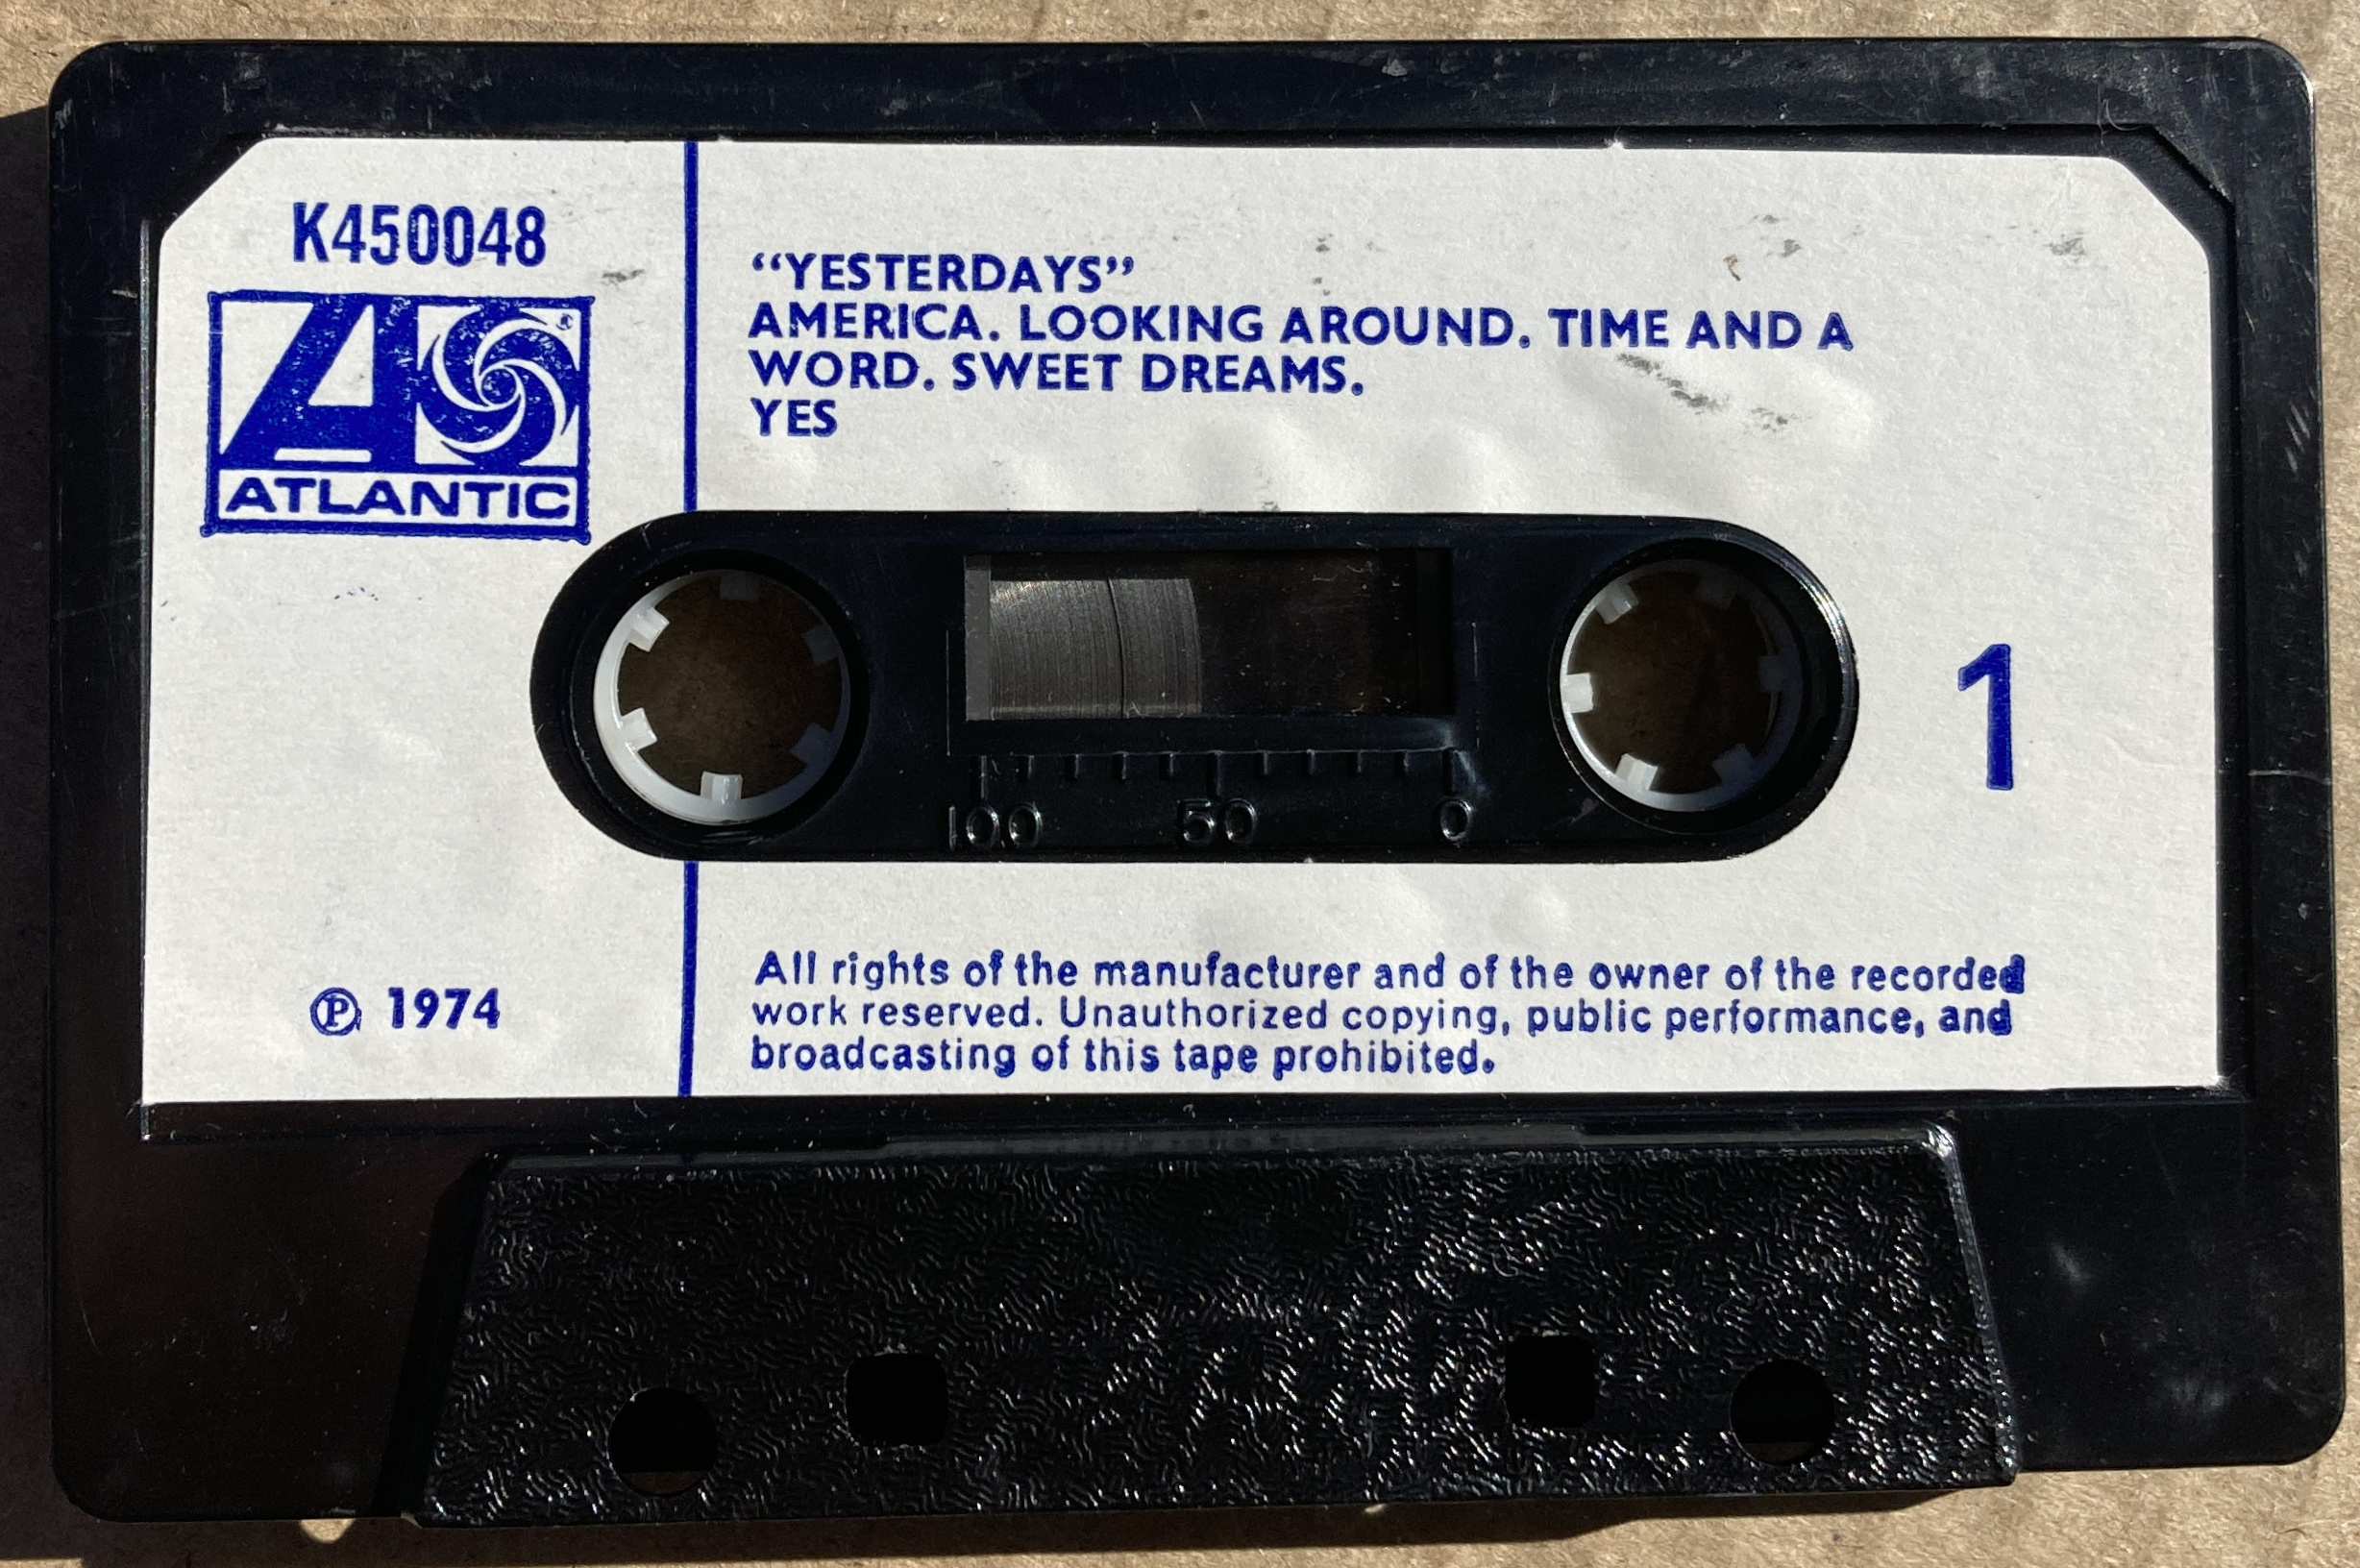 K450048
ATLANTIC
"YESTERDAYS"
AMERICA. LOOKING AROUND. TIME AND A
WORD. SWEET DREAMS.
YES
100 50 0
1
℗ 1974
All rights of the manufacturer and of the owner of the recorded
work reserved. Unauthorized copying, public performance, and
broadcasting of this tape prohibited.